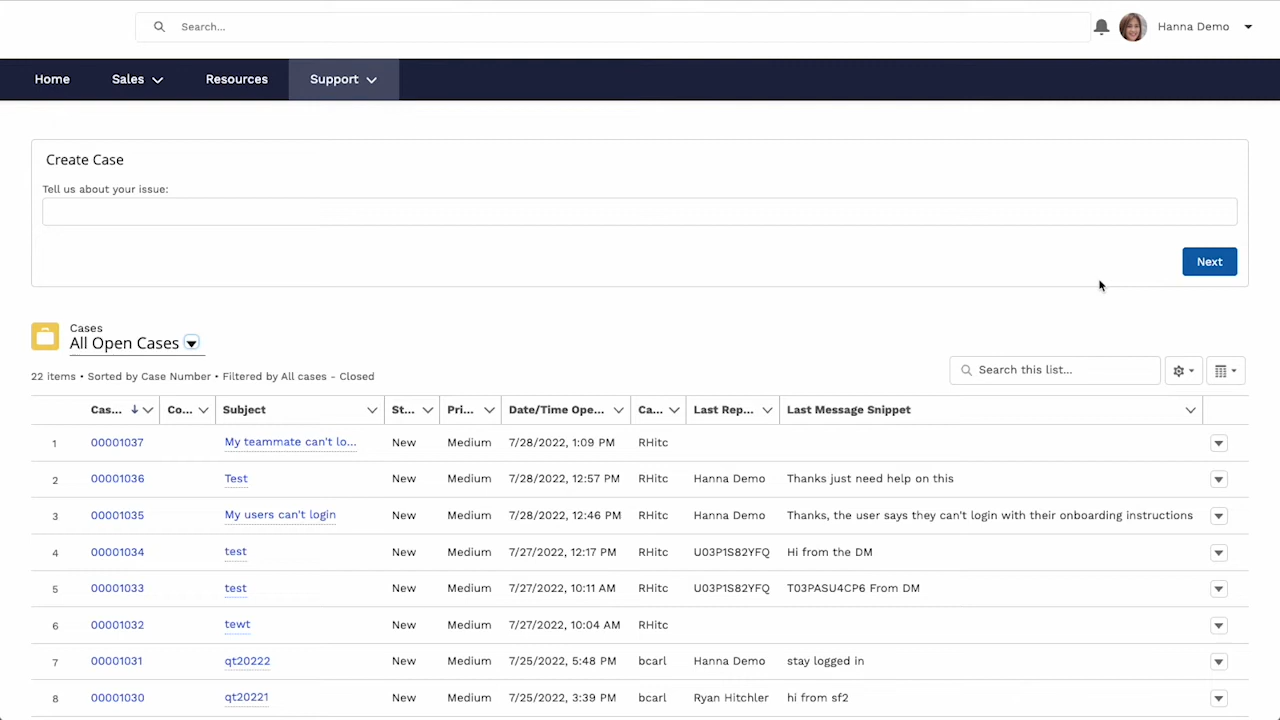 Search...
Hanna Demo
Home Sales Resources Support
Create Case
Tell us about your issue:
Next
Cases
All Open Cases
22 items • Sorted by Case Number • Filtered by All cases - Closed
Search this list...
Cas... Co... Subject St... Pri... Date/Time Ope... Ca... Last Rep... Last Message Snippet
1 00001037 My teammate can't lo... New Medium 7/28/2022, 1:09 PM RHitc
2 00001036 Test New Medium 7/28/2022, 12:57 PM RHitc Hanna Demo Thanks just need help on this
3 00001035 My users can't login New Medium 7/28/2022, 12:46 PM RHitc Hanna Demo Thanks, the user says they can't login with their onboarding instructions
4 00001034 test New Medium 7/27/2022, 12:17 PM RHitc U03P1S82YFQ Hi from the DM
5 00001033 test New Medium 7/27/2022, 10:11 AM RHitc U03P1S82YFQ T03PASU4CP6 From DM
6 00001032 tewt New Medium 7/27/2022, 10:04 AM RHitc
7 00001031 qt20222 New Medium 7/25/2022, 5:48 PM bcarl Hanna Demo stay logged in
8 00001030 qt20221 New Medium 7/25/2022, 3:39 PM bcarl Ryan Hitchler hi from sf2